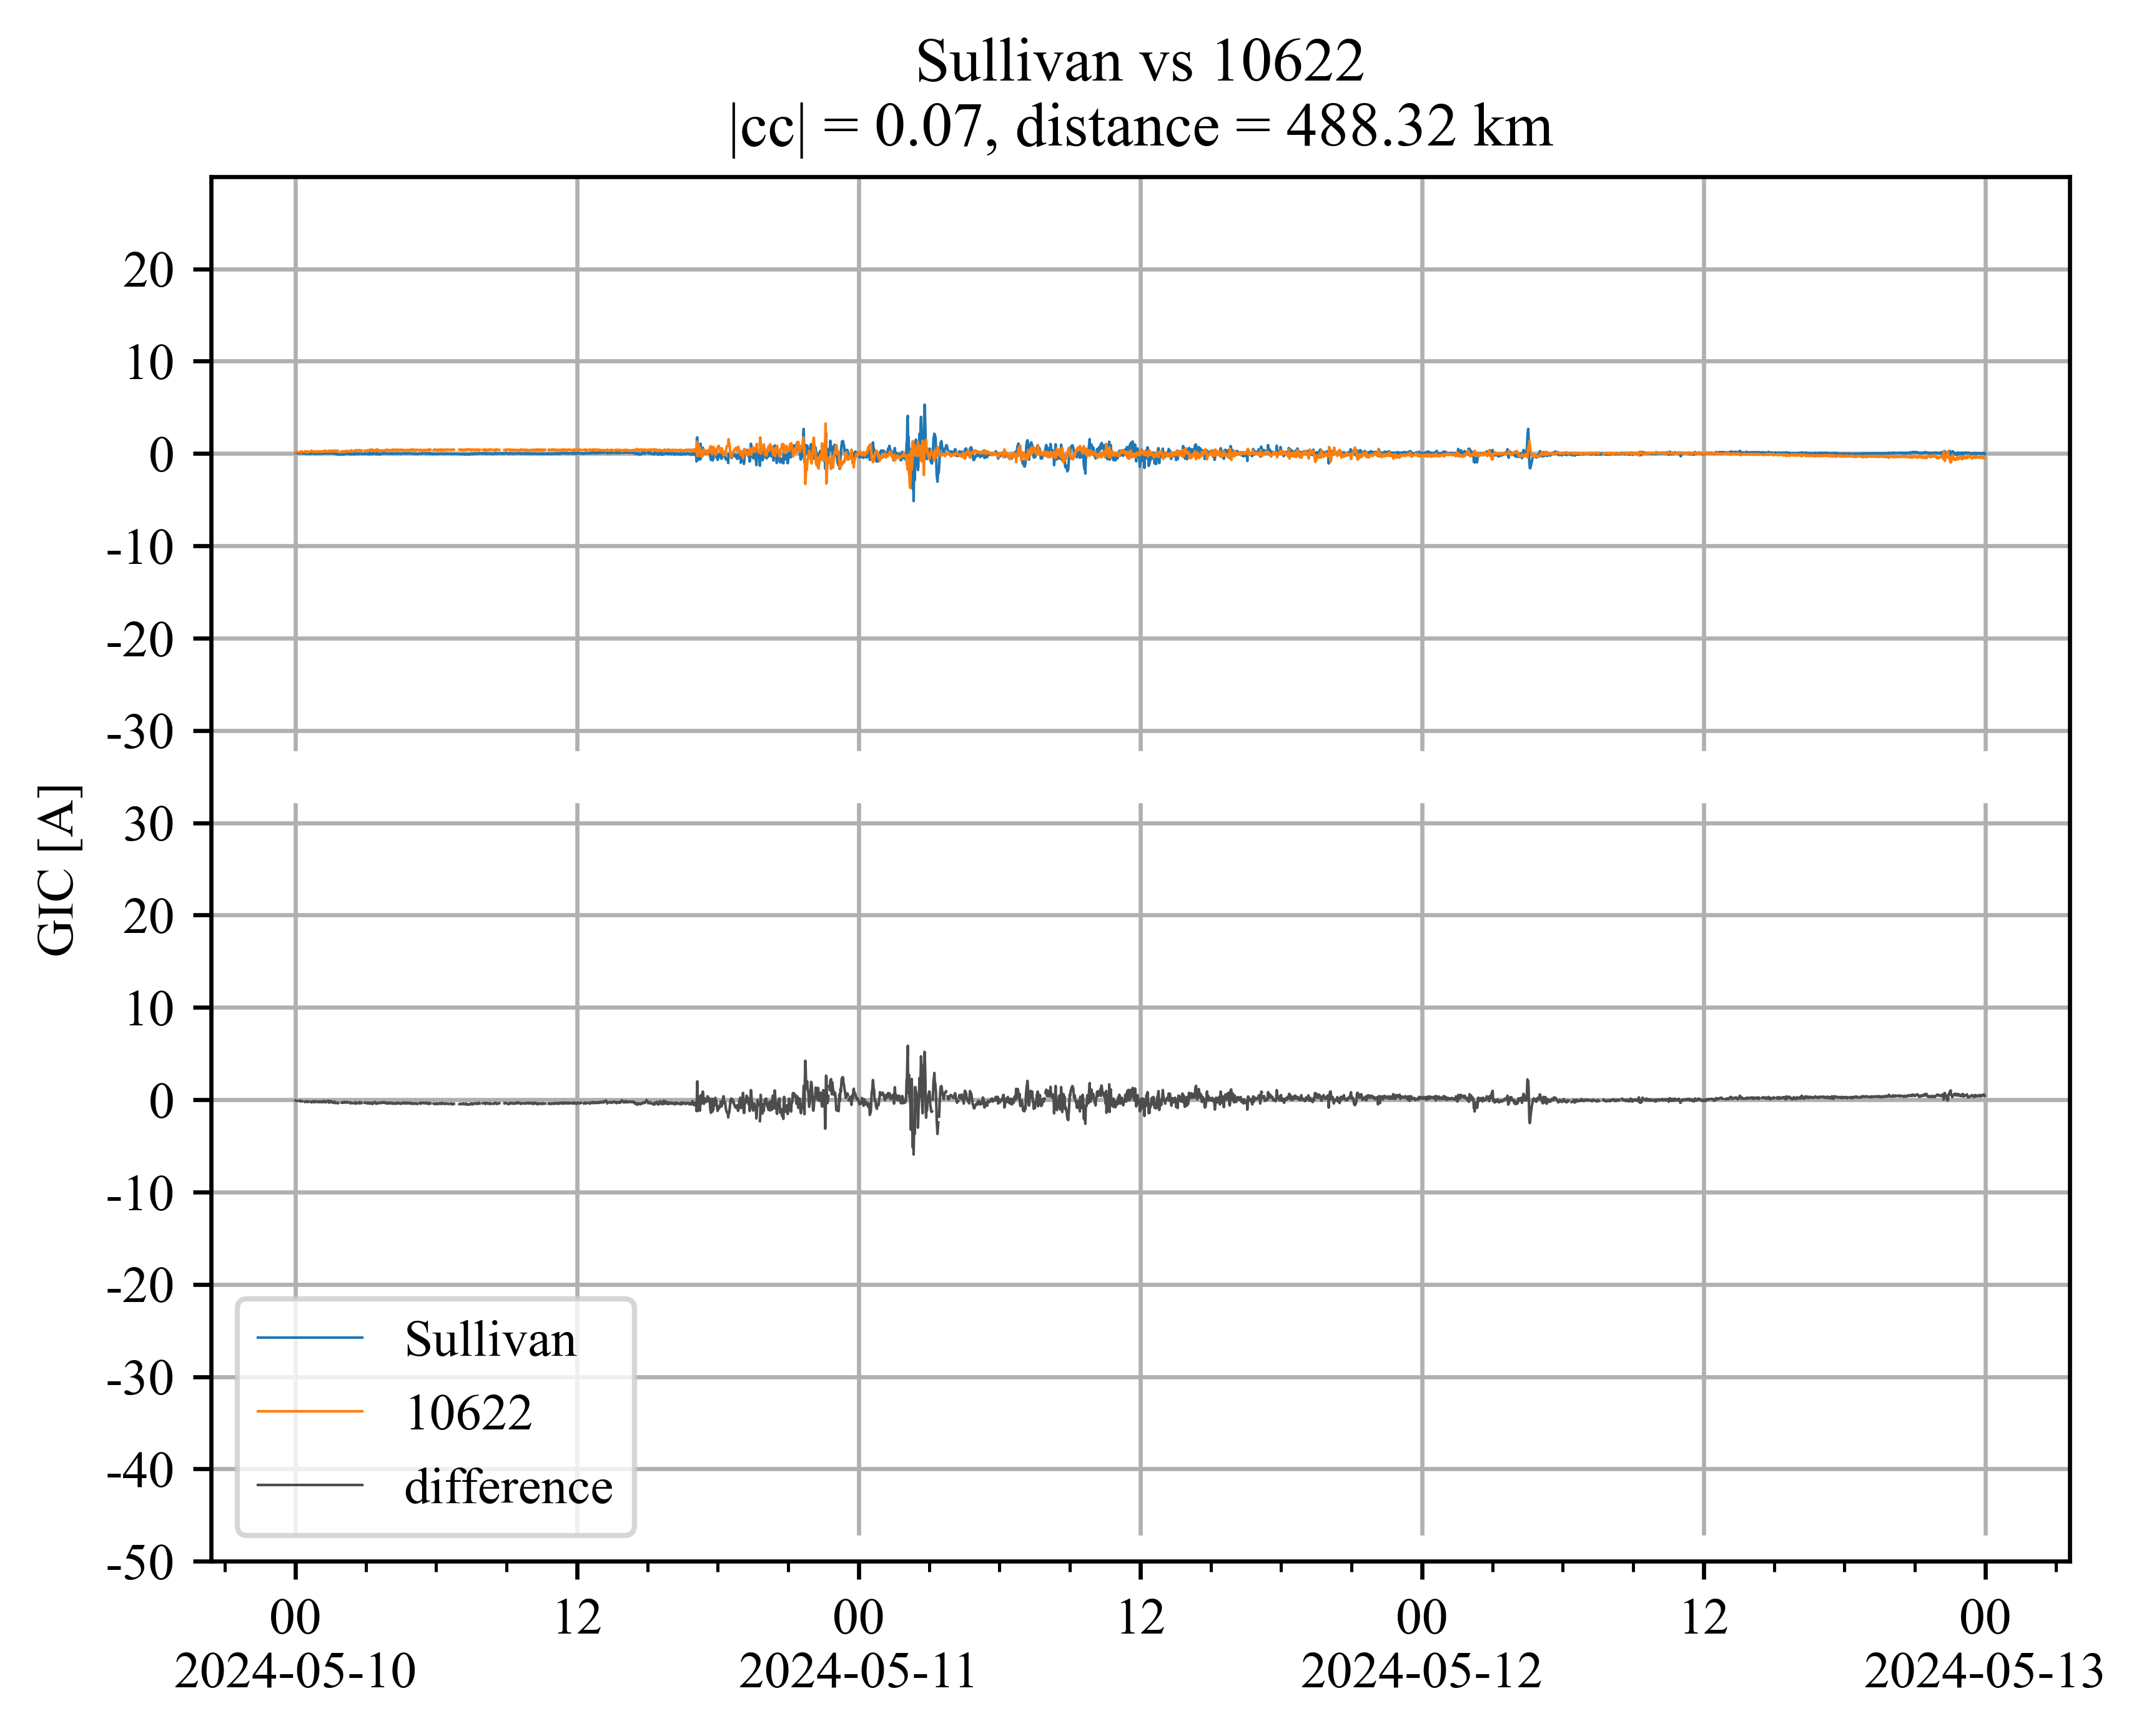 Sullivan vs 10622
|cc| = 0.07, distance = 488.32 km
GIC [A]
20
10
0
-10
-20
-30
30
20
10
0
-10
-20
-30
-40
-50
Sullivan
10622
difference
00 12 00 12 00 12 00
2024-05-10 2024-05-11 2024-05-12 2024-05-13